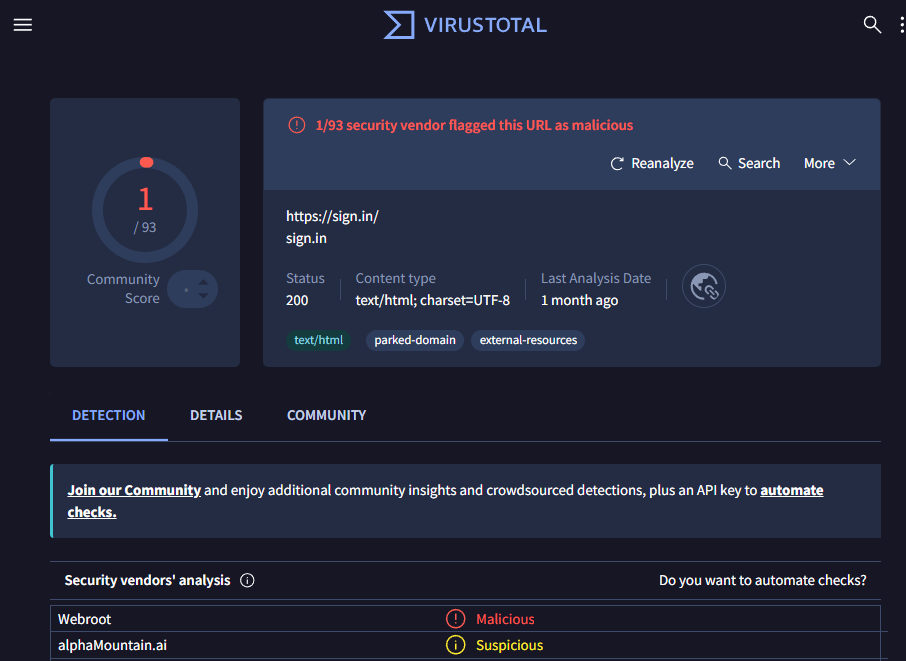 VIRUSTOTAL
1/93 security vendor flagged this URL as malicious
Reanalyze Search More
1
/ 93
Community
Score
https://sign.in/
sign.in
Status Content type Last Analysis Date
200 text/html; charset=UTF-8 1 month ago
text/html parked-domain external-resources
DETECTION DETAILS COMMUNITY
Join our Community and enjoy additional community insights and crowdsourced detections, plus an API key to automate
checks.
Security vendors' analysis Do you want to automate checks?
Webroot Malicious
alphaMountain.ai Suspicious